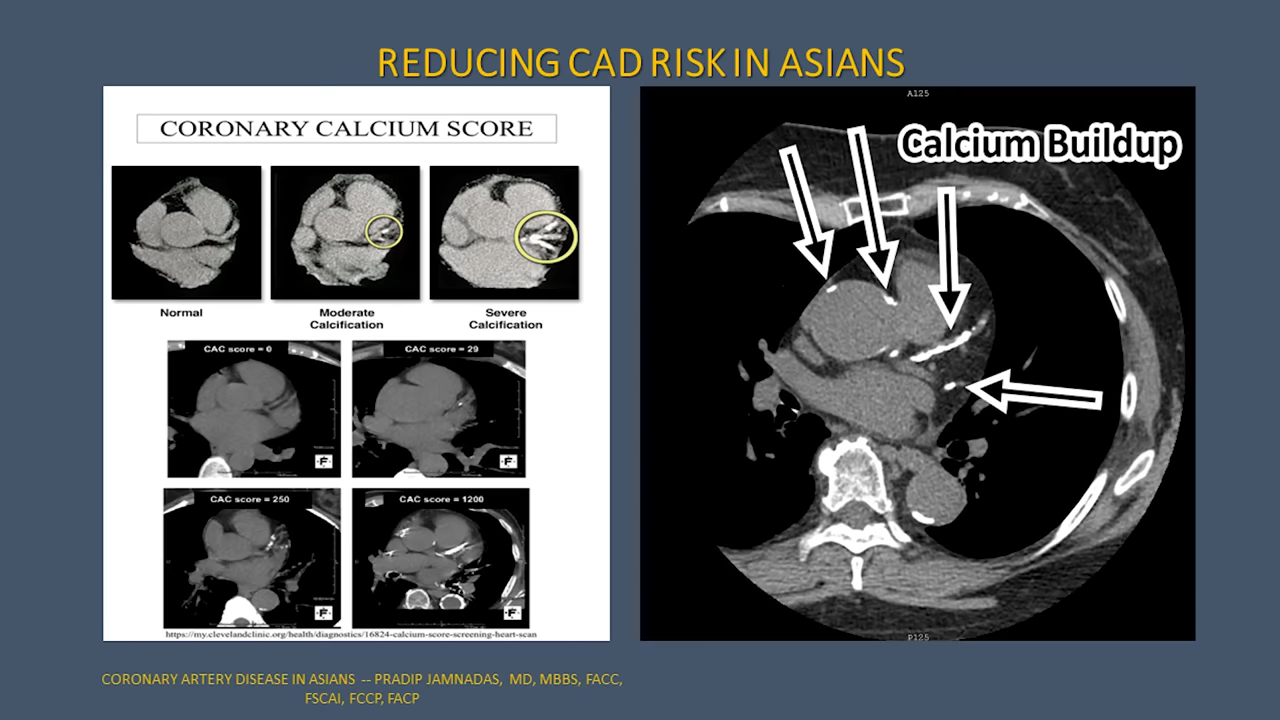 REDUCING CAD RISK IN ASIANS
CORONARY CALCIUM SCORE
Normal
Moderate
Calcification
Severe
Calcification
CAC score = 0
CAC score = 29
F
F
CAC score = 250
CAC score = 1200
F
F
https://my.clevelandclinic.org/health/diagnostics/16824-calcium-score-screening-heart-scan
A125
Calcium Buildup
P125
CORONARY ARTERY DISEASE IN ASIANS -- PRADIP JAMNADAS, MD, MBBS, FACC,
FSCAI, FCCP, FACP